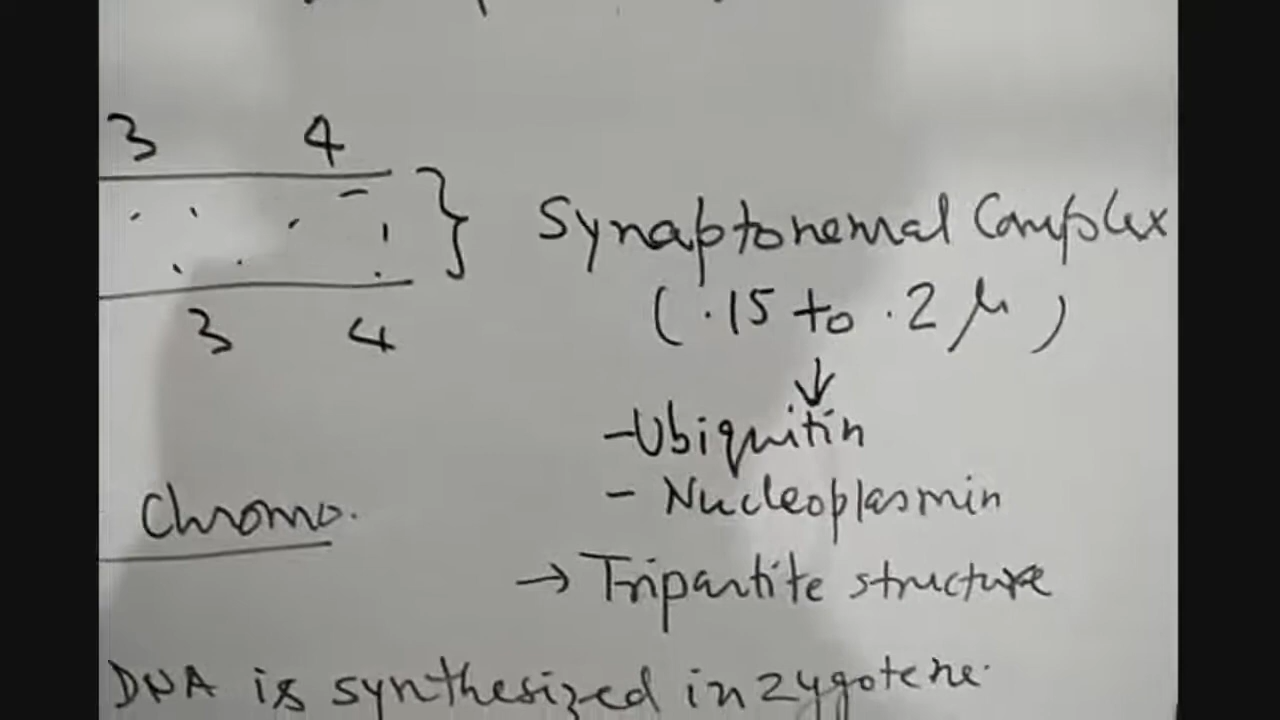 3 4
Synaptonemal Complex
(.15 to .2 μ)
3 4
↓
- Ubiquitin
- Nucleoplasmin
Chromo.
→ Tripartite structure
DNA is synthesized in zygotene.